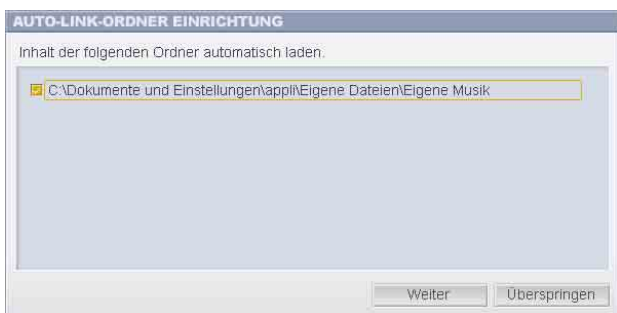 AUTO-LINK-ORDNER EINRICHTUNG
Inhalt der folgenden Ordner automatisch laden.
C:\Dokumente und Einstellungen\appli\Eigene Dateien\Eigene Musik
Weiter Überspringen